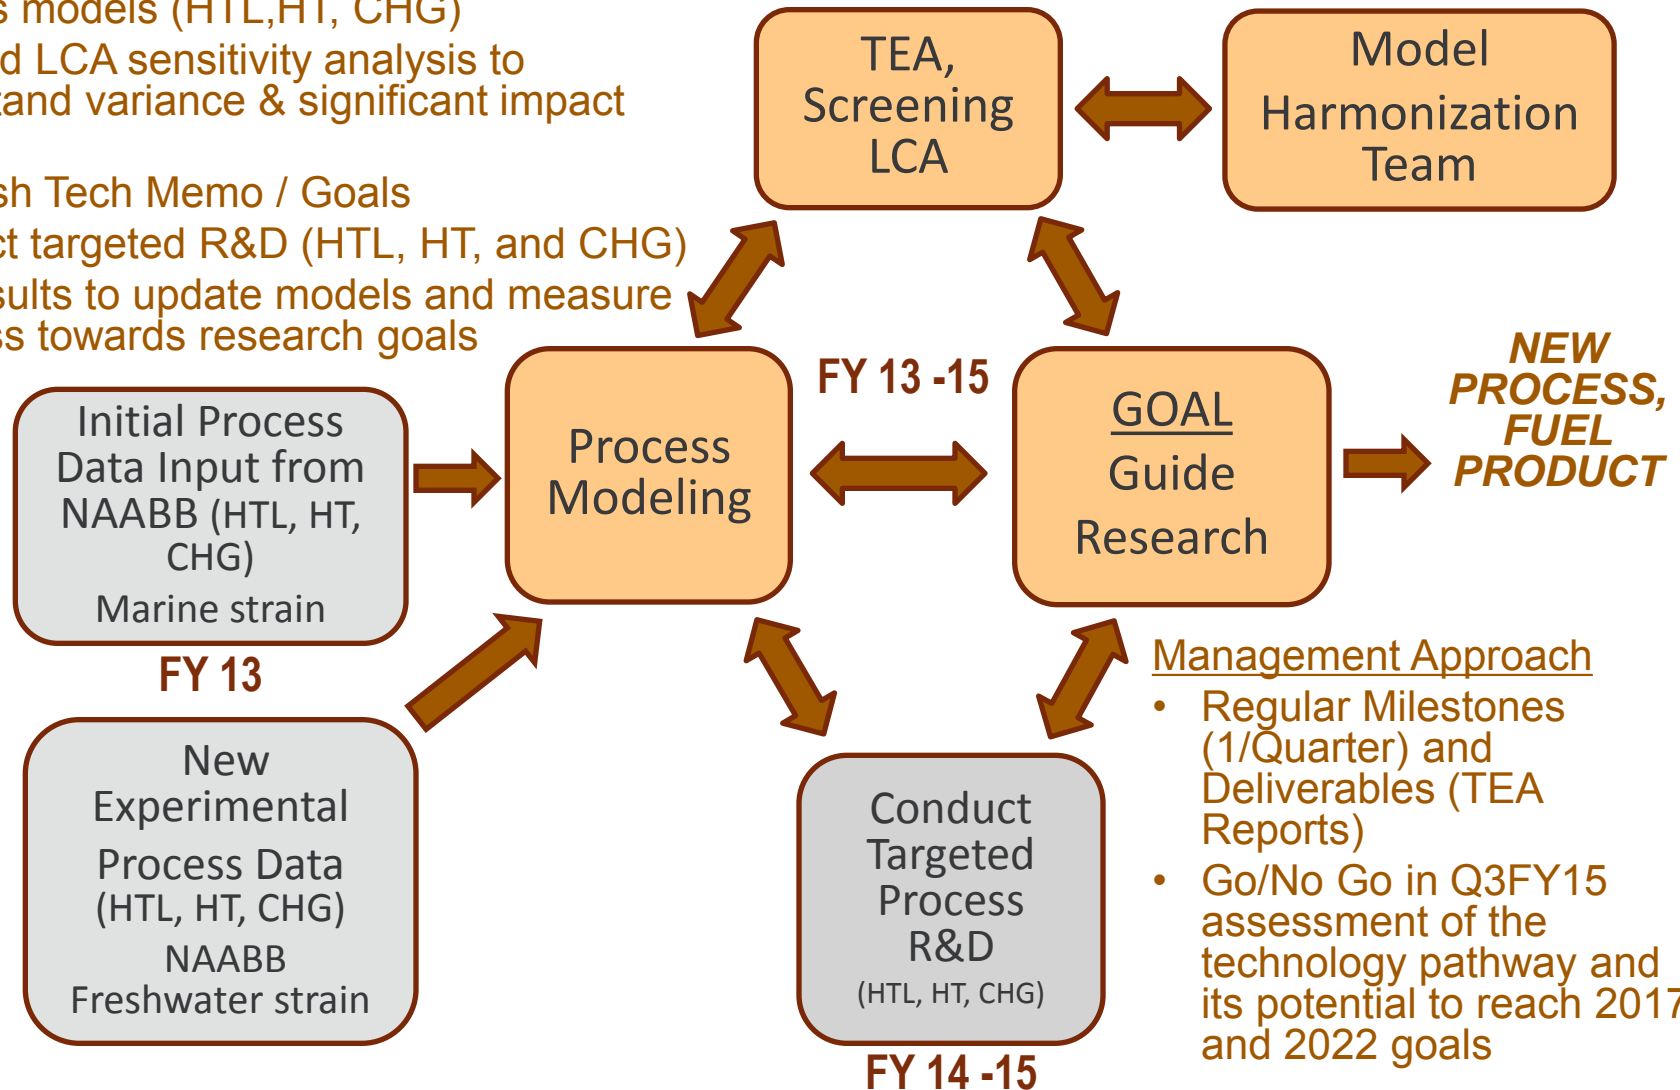 s models (HTL,HT, CHG)
d LCA sensitivity analysis to
tand variance & significant impact
sh Tech Memo / Goals
ct targeted R&D (HTL, HT, and CHG)
sults to update models and measure
ss towards research goals
TEA,
Screening
LCA
Model
Harmonization
Team
Initial Process
Data Input from
NAABB (HTL, HT,
CHG)
Marine strain
FY 13
Process
Modeling
FY 13 -15
GOAL
Guide
Research
NEW
PROCESS,
FUEL
PRODUCT
New
Experimental
Process Data
(HTL, HT, CHG)
NAABB
Freshwater strain
Conduct
Targeted
Process
R&D
(HTL, HT, CHG)
FY 14 -15
Management Approach
• Regular Milestones
(1/Quarter) and
Deliverables (TEA
Reports)
• Go/No Go in Q3FY15
assessment of the
technology pathway and
its potential to reach 2017
and 2022 goals